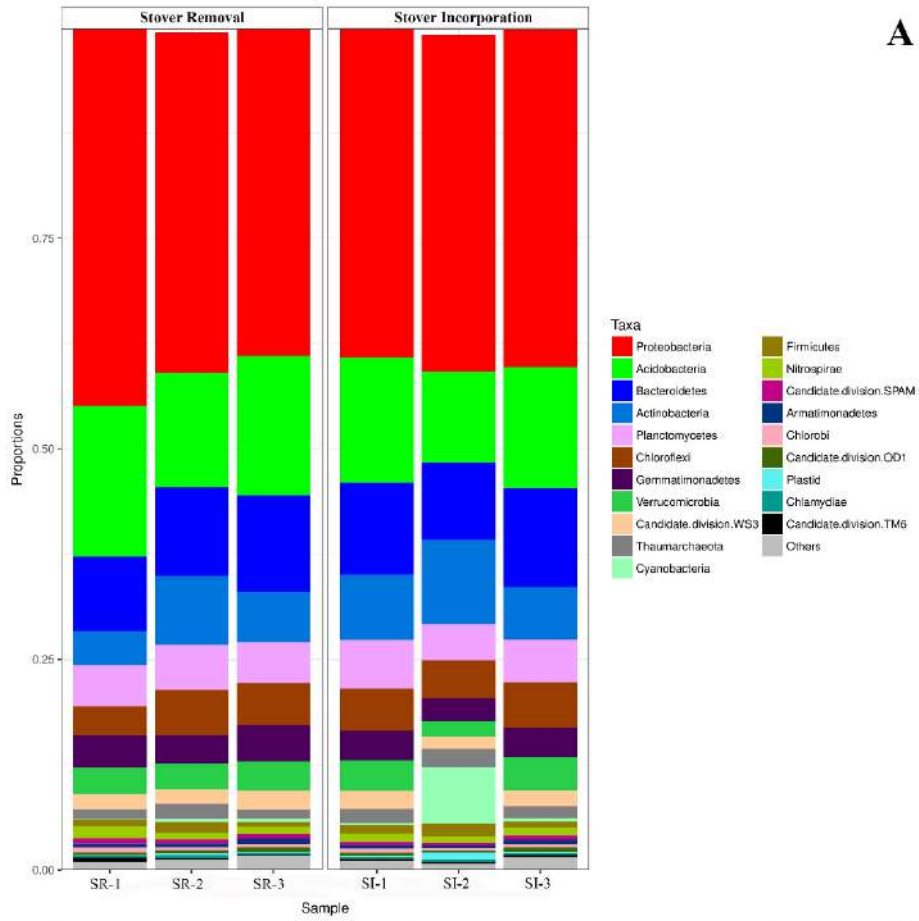 Stover Removal
Stover Incorporation
A
0.75
0.50
0.25
0.00
Proportions
SR-1
SR-2
SR-3
SI-1
SI-2
SI-3
Sample
Taxa
Proteobacteria
Acidobacteria
Bacteroidetes
Actinobacteria
Planctomycetes
Chloroflexi
Gemmatimonadetes
Verrucomicrobia
Candidate.division.WS3
Thaumarchaeota
Cyanobacteria
Firmicutes
Nitrospirae
Candidate.division.SPAM
Armatimonadetes
Chlorobi
Candidate.division.OD1
Plastid
Chlamydiae
Candidate.division.TM6
Others